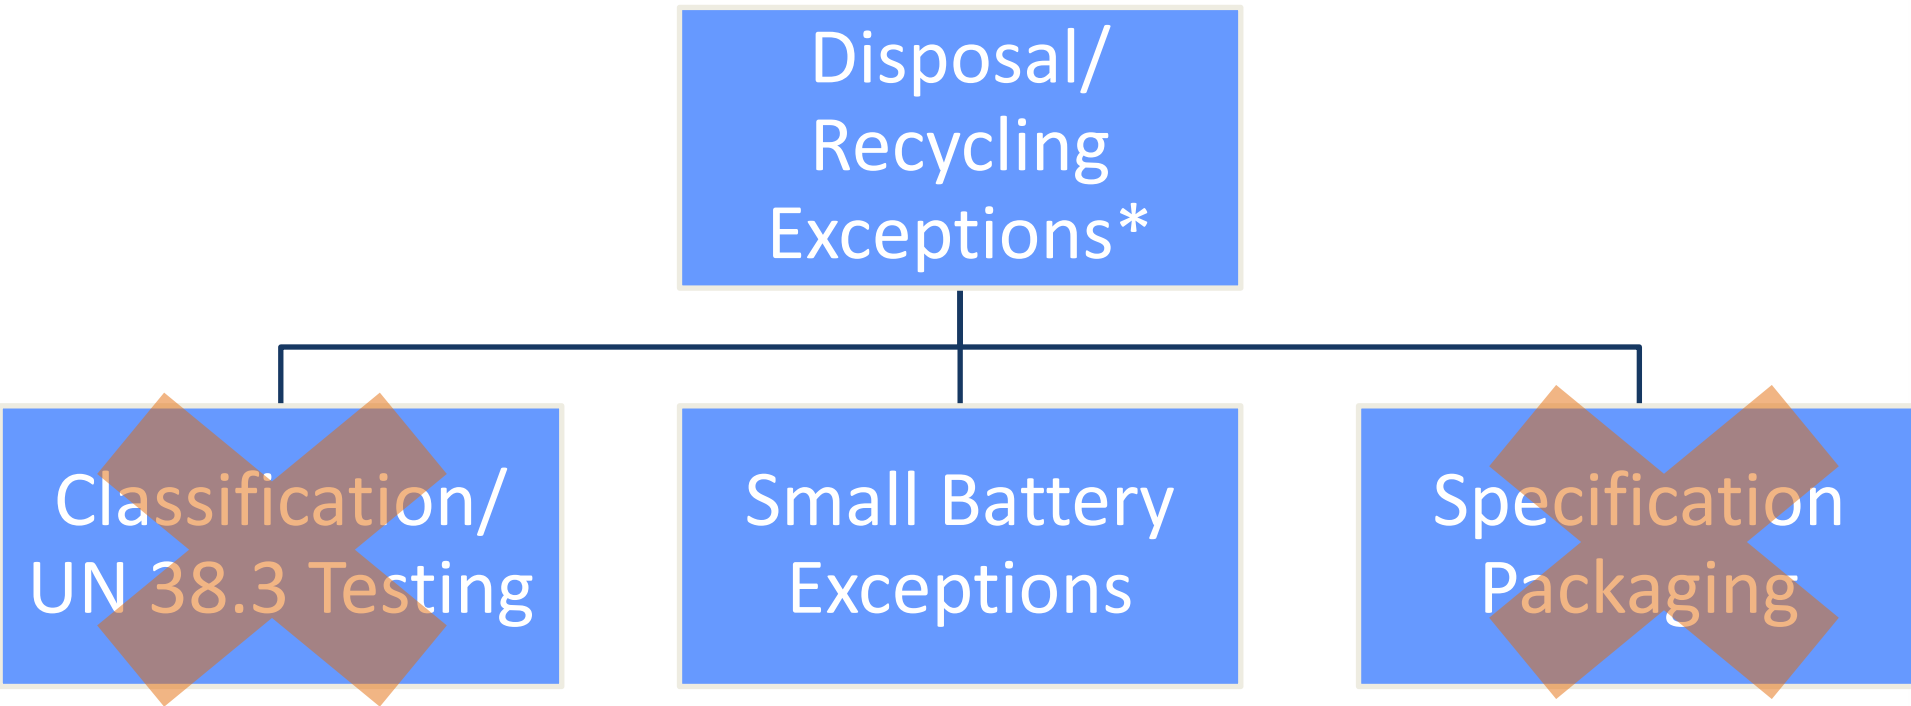 Disposal/
Recycling
Exceptions*
Classification/
UN 38.3 Testing
Small Battery
Exceptions
Specification
Packaging